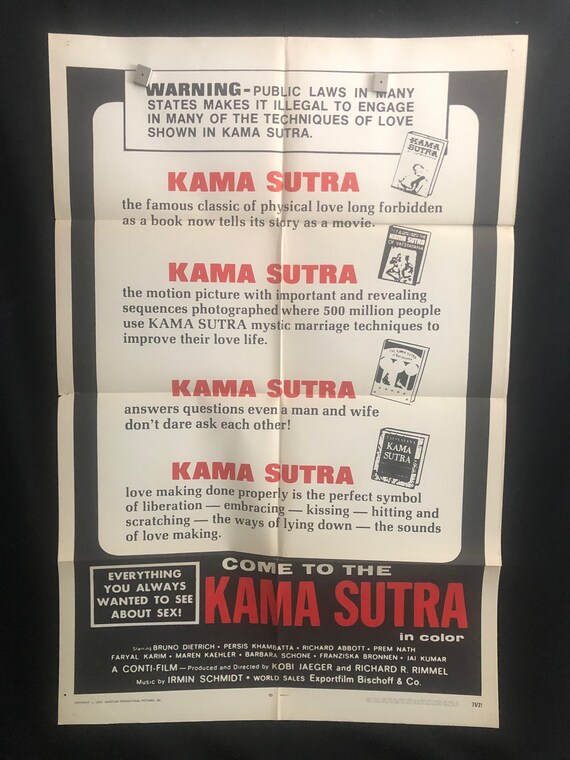 WARNING-PUBLIC LAWS IN MANY
STATES MAKES IT ILLEGAL TO ENGAGE
IN MANY OF THE TECHNIQUES OF LOVE
SHOWN IN KAMA SUTRA.
KAMA
SUTRA
KAMA SUTRA
the famous classic of physical love long forbidden
as a book now tells its story as a movie.
KAMA SUTRA
OF VATSYAYANA
KAMA SUTRA
the motion picture with important and revealing
sequences photographed where 500 million people
use KAMA SUTRA mystic marriage techniques to
improve their love life.
KAMA SUTRA
answers questions even a man and wife
don't dare ask each other!
KAMA
SUTRA
KAMA SUTRA
love making done properly is the perfect symbol
of liberation — embracing — kissing — hitting and
scratching — the ways of lying down — the sounds
of love making.
EVERYTHING
YOU ALWAYS
WANTED TO SEE
ABOUT SEX!
COME TO THE
KAMA SUTRA
in color
Starring BRUNO DIETRICH • PERSIS KHAMBATTA • RICHARD ABBOTT • PREM NATH
FARYAL KARIM • MAREN KAEHLER • BARBARA SCHONE • FRANZISKA BRONNEN • JAI KUMAR
A CONTI-FILM — Produced and Directed by KOBI JAEGER and RICHARD R. RIMMEL
Music by IRMIN SCHMIDT • WORLD SALES Exportfilm Bischoff & Co.
71/21